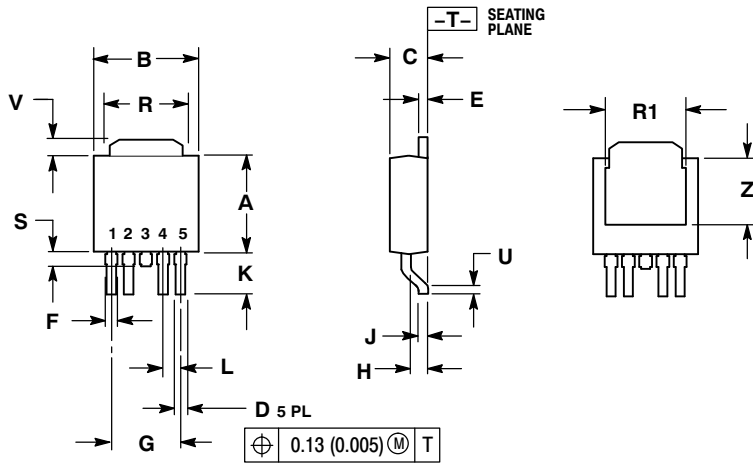 –T– SEATING
PLANE
B
C
V
R
E
R1
Z
A
S
1 2 3 4 5
K
U
F
J
L
H
D 5 PL
G
⌖ 0.13 (0.005) Ⓜ T